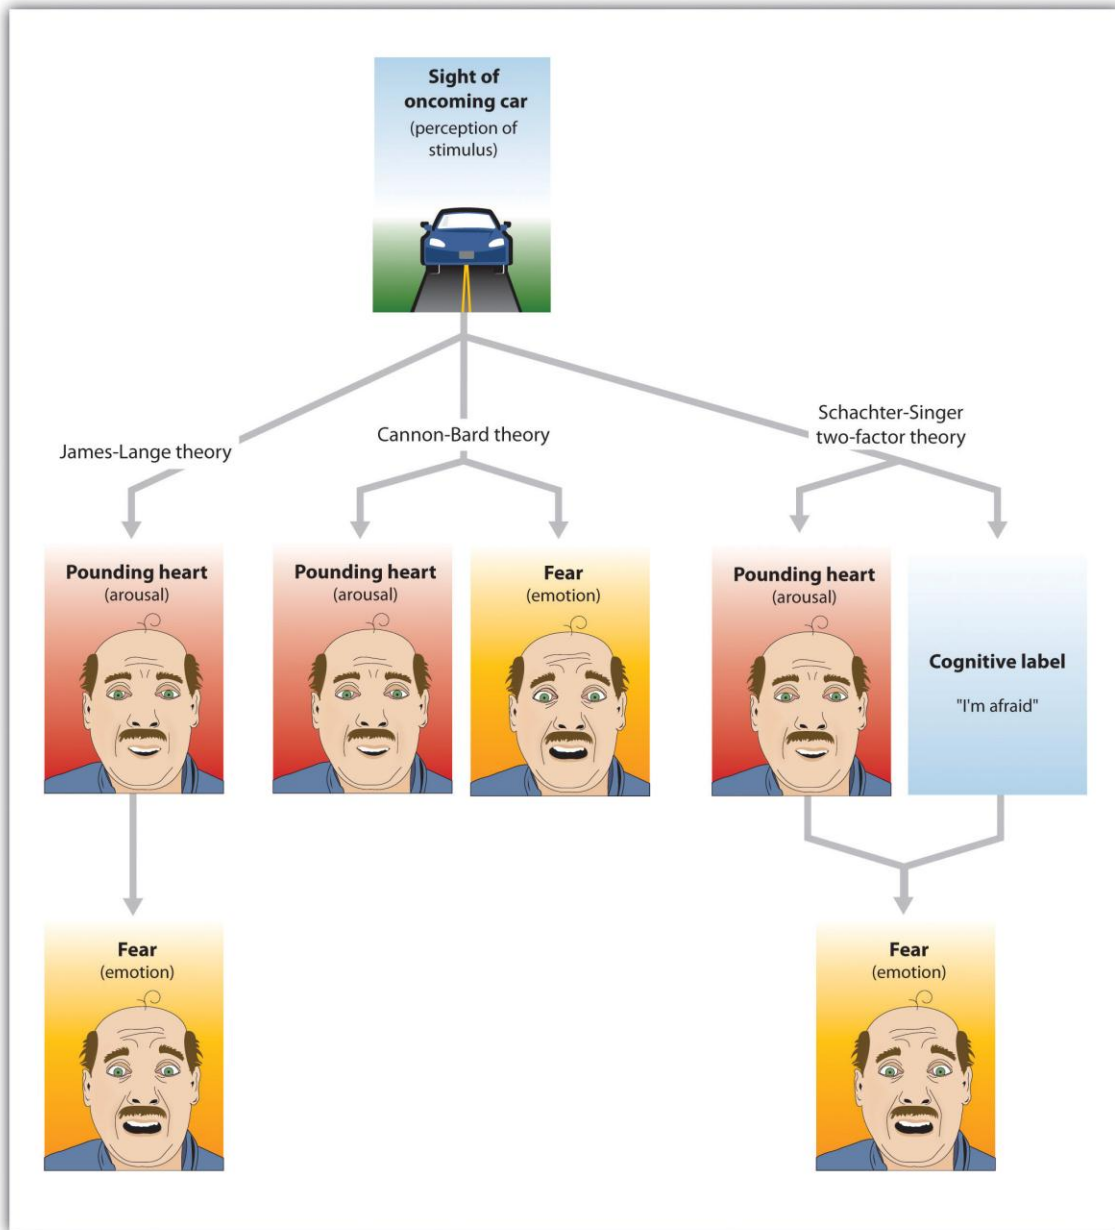 Sight of
oncoming car
(perception of
stimulus)
James-Lange theory
Cannon-Bard theory
Schachter-Singer
two-factor theory
Pounding heart
(arousal)
Pounding heart
(arousal)
Fear
(emotion)
Pounding heart
(arousal)
Cognitive label
"I'm afraid"
Fear
(emotion)
Fear
(emotion)